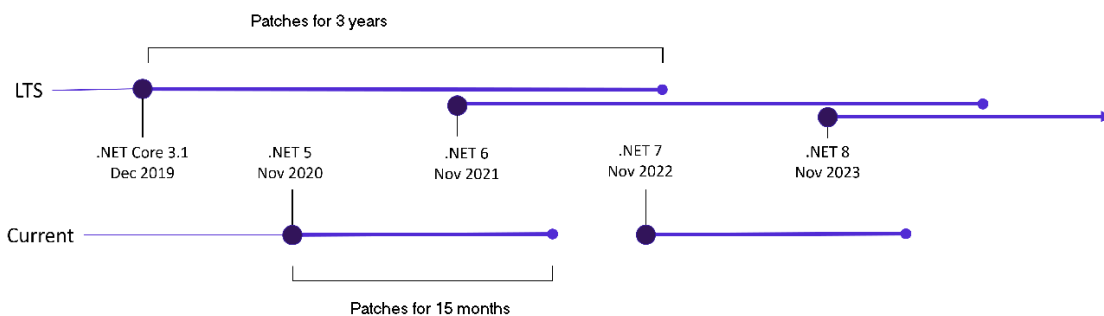 Patches for 3 years
LTS
.NET Core 3.1
Dec 2019
.NET 5
Nov 2020
.NET 6
Nov 2021
.NET 7
Nov 2022
.NET 8
Nov 2023
Current
Patches for 15 months